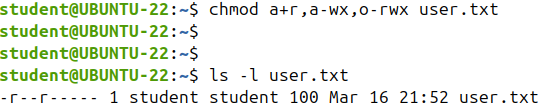 student@UBUNTU-22:~$ chmod a+r,a-wx,o-rwx user.txt
student@UBUNTU-22:~$
student@UBUNTU-22:~$
student@UBUNTU-22:~$ ls -l user.txt
-r--r----- 1 student student 100 Mar 16 21:52 user.txt